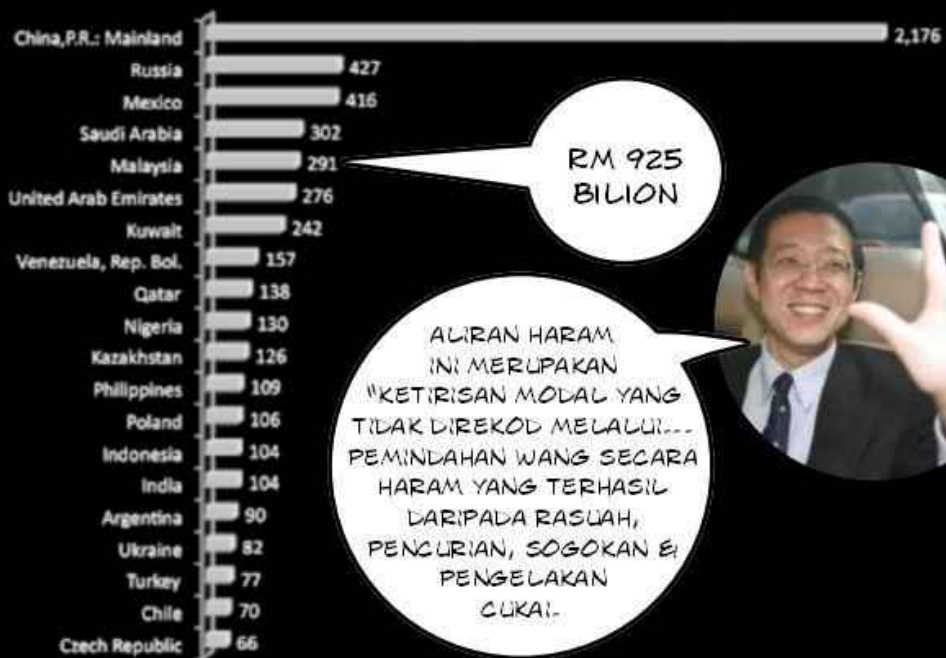 China,P.R.: Mainland 2,176
Russia 427
Mexico 416
Saudi Arabia 302
Malaysia 291
United Arab Emirates 276
Kuwait 242
Venezuela, Rep. Bol. 157
Qatar 138
Nigeria 130
Kazakhstan 126
Philippines 109
Poland 106
Indonesia 104
India 104
Argentina 90
Ukraine 82
Turkey 77
Chile 70
Czech Republic 66
RM 925
BILION
ALIRAN HARAM
INI MERUPAKAN
"KETIRISAN MODAL YANG
TIDAK DIREKOD MELALUI...
PEMINDAHAN WANG SECARA
HARAM YANG TERHASIL
DARIPADA RASUAH,
PENCURIAN, SOGOKAN &
PENGELAKAN
CUKAI.